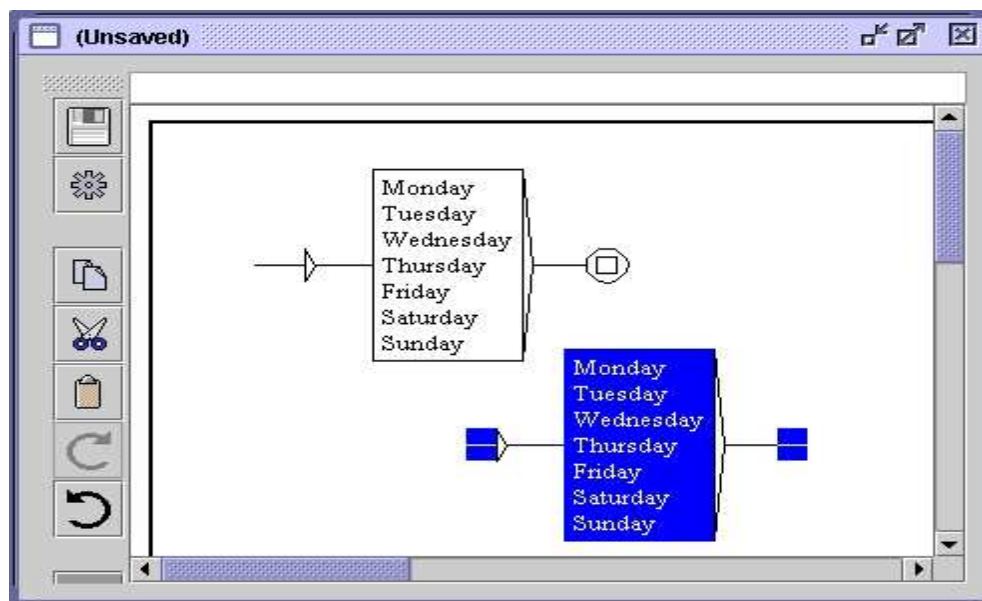 (Unsaved)
Monday
Tuesday
Wednesday
Thursday
Friday
Saturday
Sunday
Monday
Tuesday
Wednesday
Thursday
Friday
Saturday
Sunday